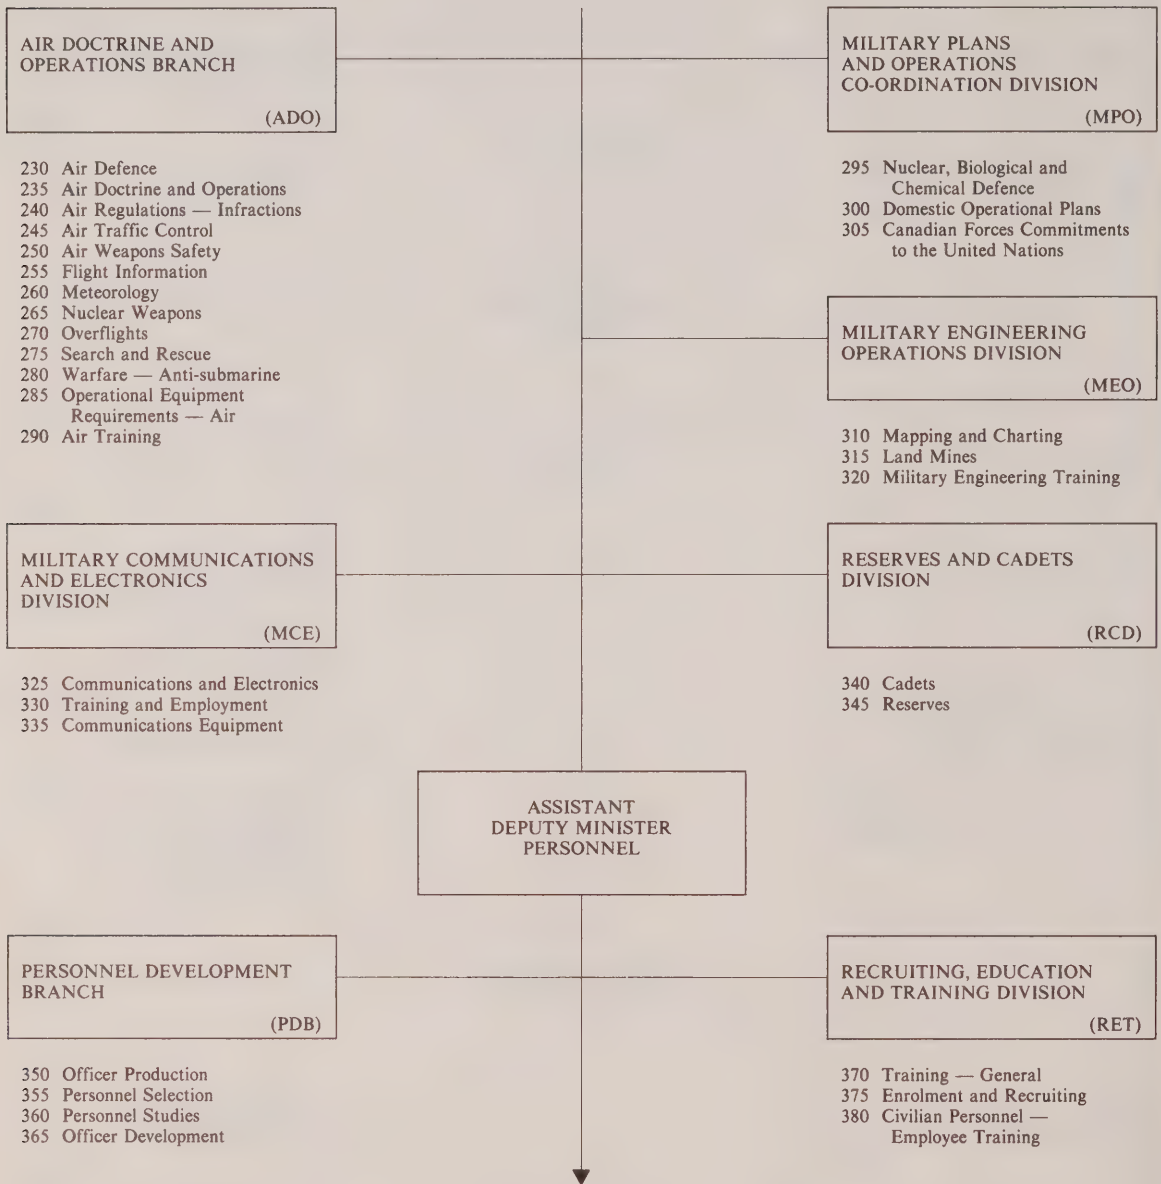 AIR DOCTRINE AND
OPERATIONS BRANCH
(ADO)
230 Air Defence
235 Air Doctrine and Operations
240 Air Regulations — Infractions
245 Air Traffic Control
250 Air Weapons Safety
255 Flight Information
260 Meteorology
265 Nuclear Weapons
270 Overflights
275 Search and Rescue
280 Warfare — Anti-submarine
285 Operational Equipment
Requirements — Air
290 Air Training
MILITARY PLANS
AND OPERATIONS
CO-ORDINATION DIVISION
(MPO)
295 Nuclear, Biological and
Chemical Defence
300 Domestic Operational Plans
305 Canadian Forces Commitments
to the United Nations
MILITARY ENGINEERING
OPERATIONS DIVISION
(MEO)
310 Mapping and Charting
315 Land Mines
320 Military Engineering Training
MILITARY COMMUNICATIONS
AND ELECTRONICS
DIVISION
(MCE)
325 Communications and Electronics
330 Training and Employment
335 Communications Equipment
RESERVES AND CADETS
DIVISION
(RCD)
340 Cadets
345 Reserves
ASSISTANT
DEPUTY MINISTER
PERSONNEL
PERSONNEL DEVELOPMENT
BRANCH
(PDB)
350 Officer Production
355 Personnel Selection
360 Personnel Studies
365 Officer Development
RECRUITING, EDUCATION
AND TRAINING DIVISION
(RET)
370 Training — General
375 Enrolment and Recruiting
380 Civilian Personnel —
Employee Training